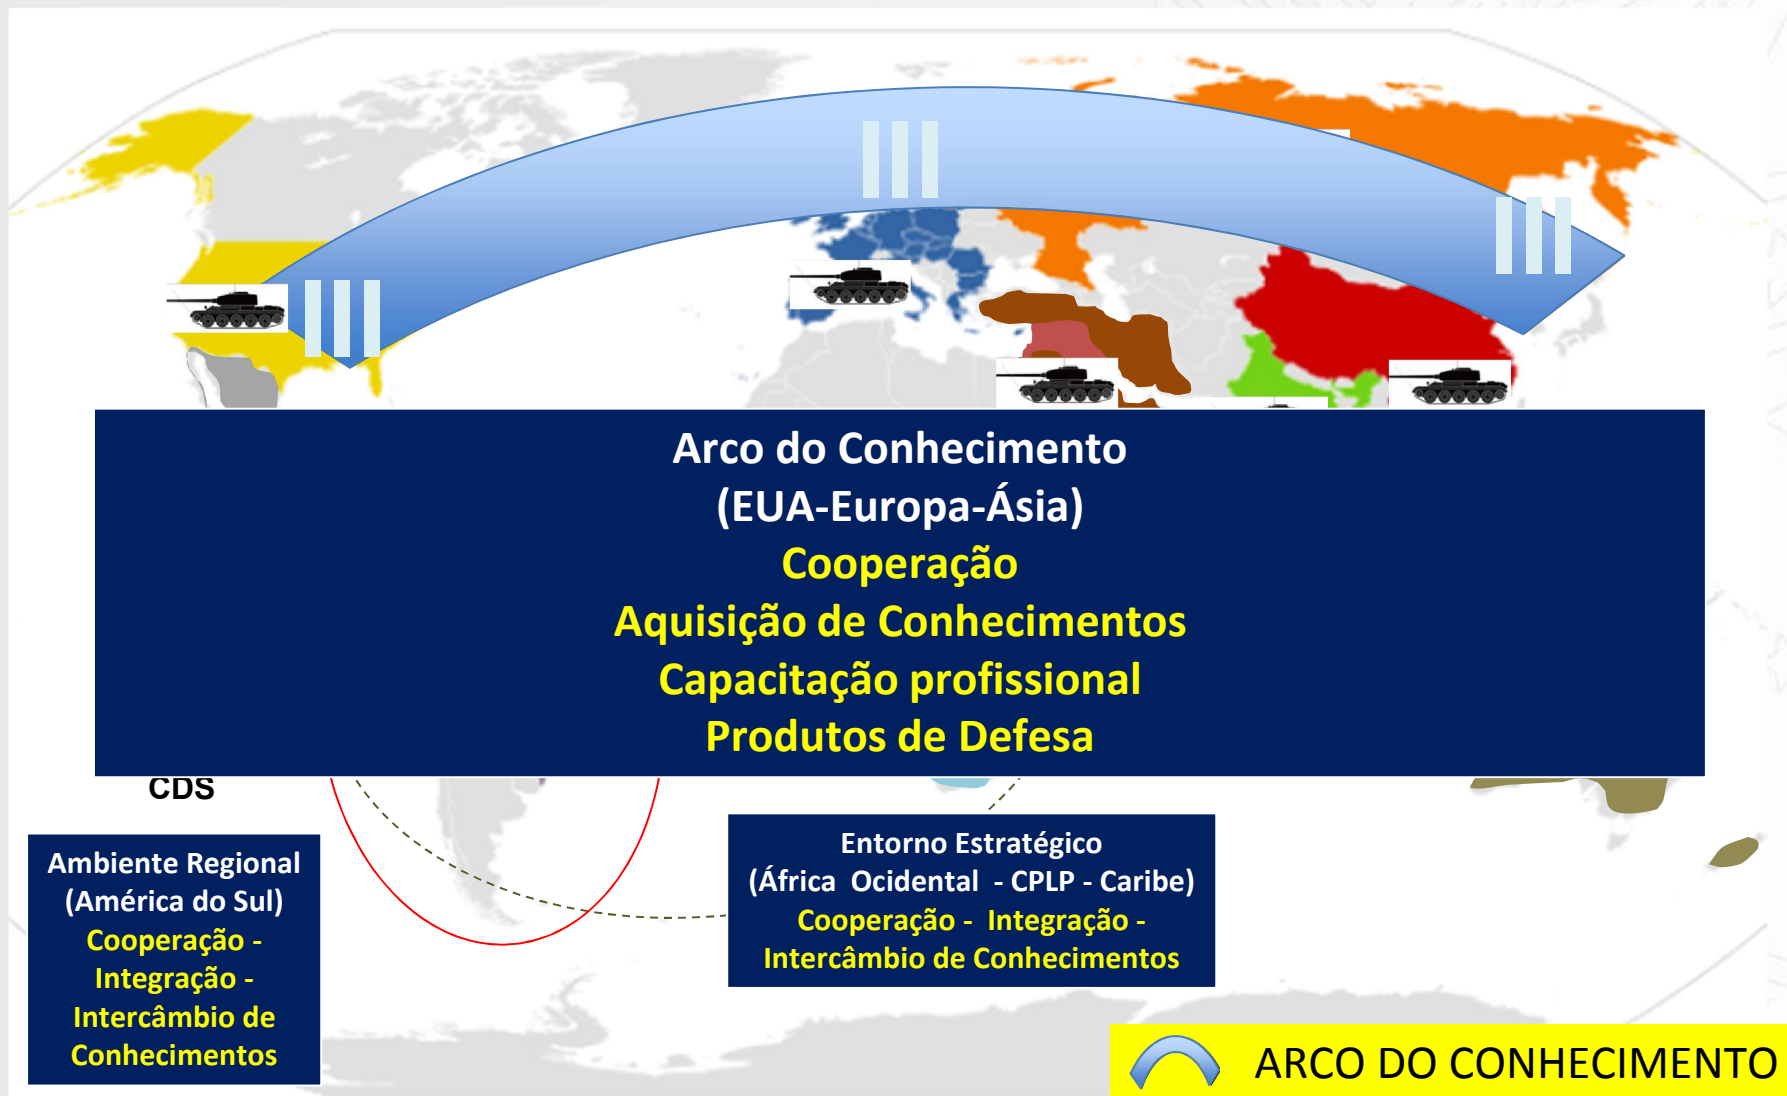 Arco do Conhecimento
(EUA-Europa-Ásia)
Cooperação
Aquisição de Conhecimentos
Capacitação profissional
Produtos de Defesa
CDS
Ambiente Regional
(América do Sul)
Cooperação -
Integração -
Intercâmbio de
Conhecimentos
Entorno Estratégico
(África Ocidental - CPLP - Caribe)
Cooperação - Integração -
Intercâmbio de Conhecimentos
ARCO DO CONHECIMENTO